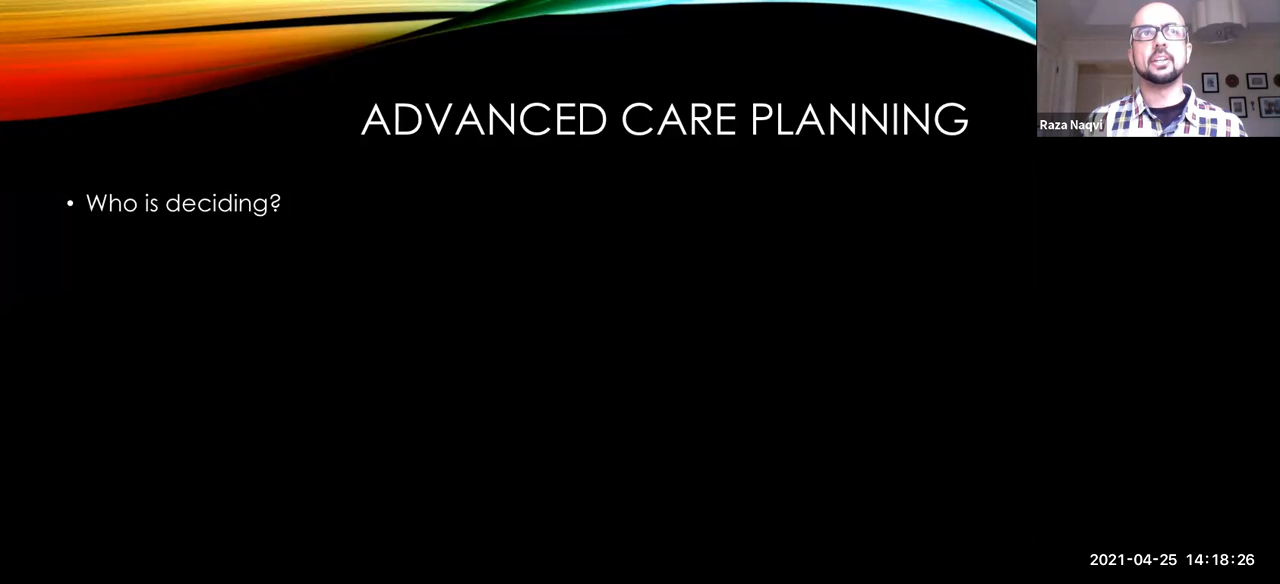 ADVANCED CARE PLANNING
Raza Naqvi
• Who is deciding?
2021-04-25 14:18:26